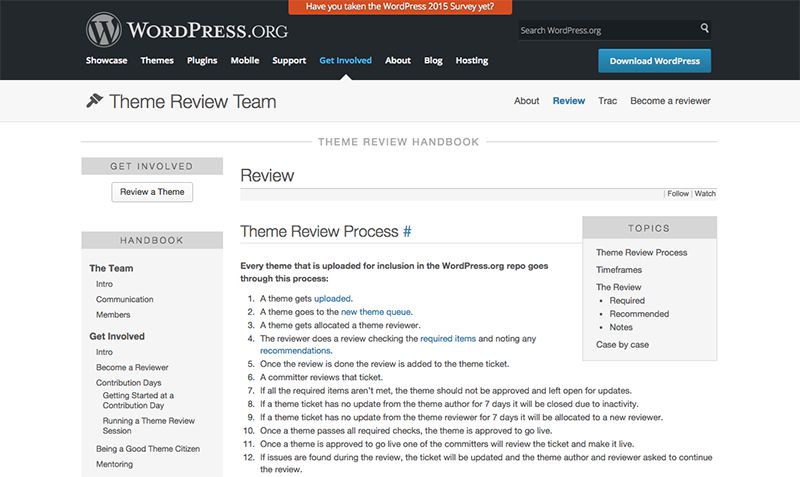 Have you taken the WordPress 2015 Survey yet?
WORDPRESS.ORG
Search WordPress.org
Showcase Themes Plugins Mobile Support Get Involved About Blog Hosting
Download WordPress
Theme Review Team
About Review Trac Become a reviewer
THEME REVIEW HANDBOOK
GET INVOLVED
Review a Theme
HANDBOOK
The Team
Intro
Communication
Members
Get Involved
Intro
Become a Reviewer
Contribution Days
Getting Started at a
Contribution Day
Running a Theme Review
Session
Being a Good Theme Citizen
Mentoring
Review
| Follow | Watch
Theme Review Process #
Every theme that is uploaded for inclusion in the WordPress.org repo goes
through this process:
1. A theme gets uploaded.
2. A theme goes to the new theme queue.
3. A theme gets allocated a theme reviewer.
4. The reviewer does a review checking the required items and noting any
recommendations.
5. Once the review is done the review is added to the theme ticket.
6. A committer reviews that ticket.
7. If all the required items aren't met, the theme should not be approved and left open for updates.
8. If a theme ticket has no update from the theme author for 7 days it will be closed due to inactivity.
9. If a theme ticket has no update from the theme reviewer for 7 days it will be allocated to a new reviewer.
10. Once a theme passes all required checks, the theme is approved to go live.
11. Once a theme is approved to go live one of the committers will review the ticket and make it live.
12. If issues are found during the review, the ticket will be updated and the theme author and reviewer asked to continue
the review.
TOPICS
Theme Review Process
Timeframes
The Review
• Required
• Recommended
• Notes
Case by case